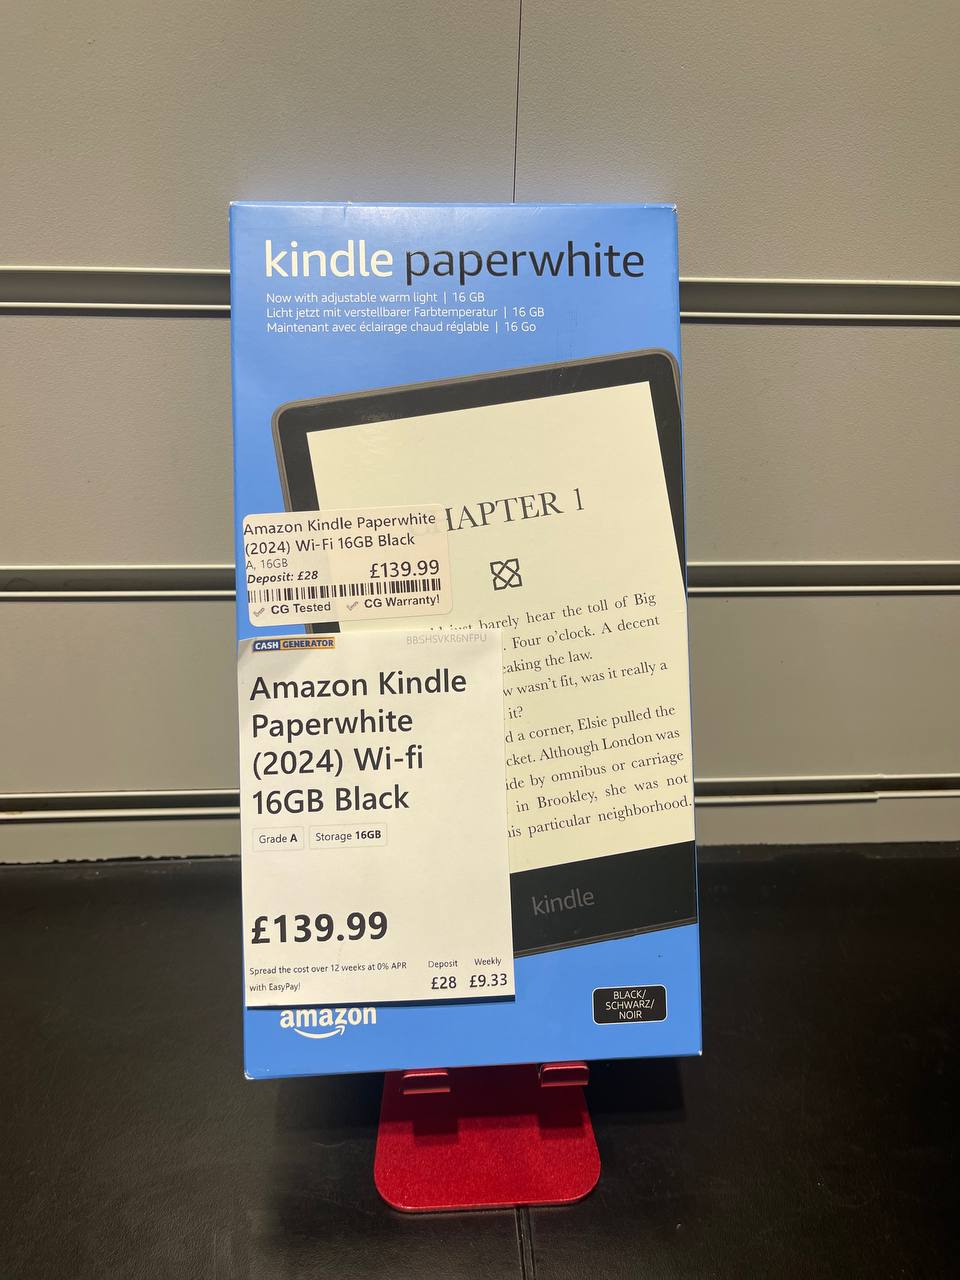 kindle paperwhite
Now with adjustable warm light | 16 GB
Licht jetzt mit verstellbarer Farbtemperatur | 16 GB
Maintenant avec éclairage chaud réglable | 16 Go
HAPTER 1
Amazon Kindle Paperwhite
(2024) Wi-Fi 16GB Black
A, 16GB
Deposit: £28 £139.99
CG Tested CG Warranty!
just barely hear the toll of Big
. Four o'clock. A decent
eaking the law.
w wasn't fit, was it really a
it?
d a corner, Elsie pulled the
cket. Although London was
ide by omnibus or carriage
in Brookley, she was not
his particular neighborhood.
kindle
CASH GENERATOR BBSHSVKR6NFPU
Amazon Kindle
Paperwhite
(2024) Wi-fi
16GB Black
Grade A Storage 16GB
£139.99
Spread the cost over 12 weeks at 0% APR
with EasyPay!
Deposit Weekly
£28 £9.33
amazon
BLACK/
SCHWARZ/
NOIR